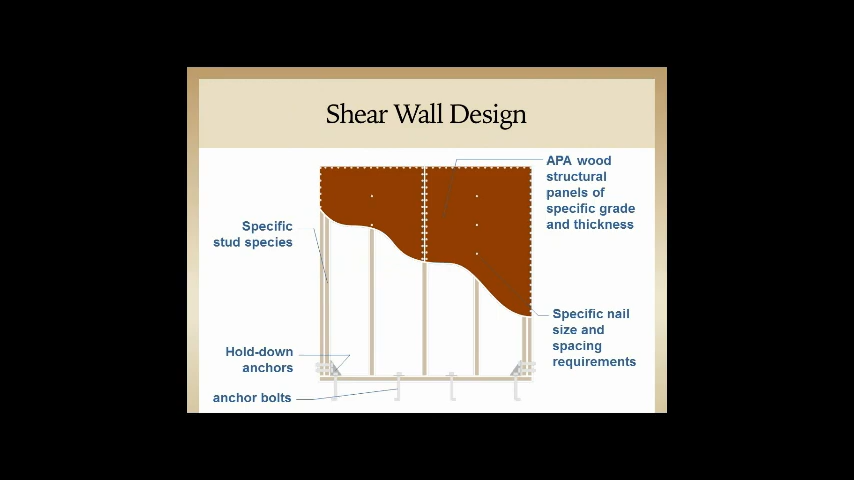 Shear Wall Design
APA wood
structural
panels of
specific grade
and thickness
Specific
stud species
Specific nail
size and
spacing
requirements
Hold-down
anchors
anchor bolts